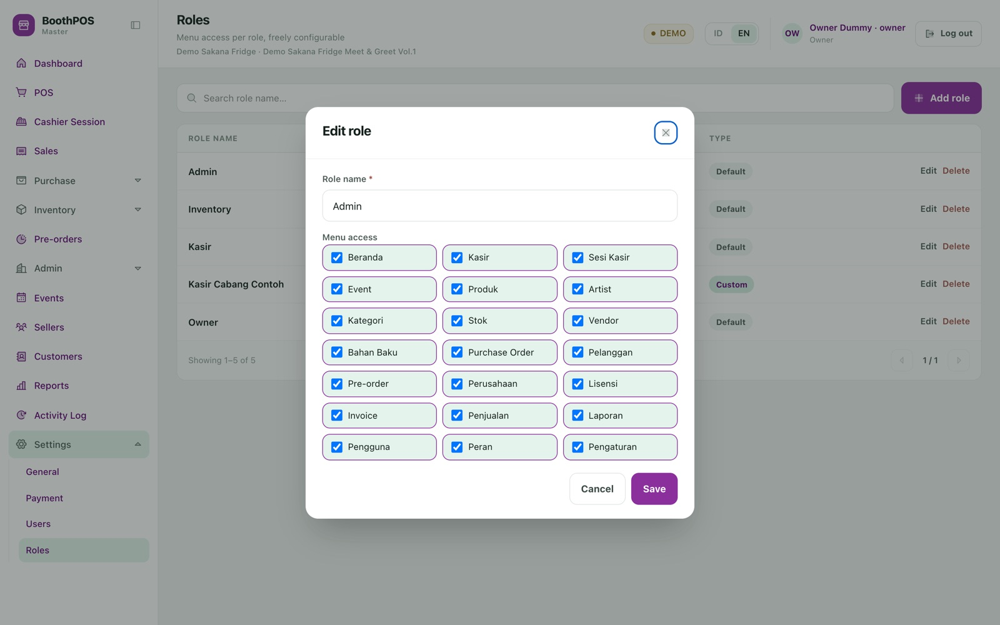 BoothPOS
Master
Dashboard
POS
Cashier Session
Sales
Purchase
Inventory
Pre-orders
Admin
Events
Sellers
Customers
Reports
Activity Log
Settings
General
Payment
Users
Roles
Roles
Menu access per role, freely configurable
Demo Sakana Fridge · Demo Sakana Fridge Meet & Greet Vol.1
DEMO
ID EN
OW
Owner Dummy · owner
Owner
Log out
Search role name...
Add role
ROLE NAME TYPE
Admin Default Edit Delete
Inventory Default Edit Delete
Kasir Default Edit Delete
Kasir Cabang Contoh Custom Edit Delete
Owner Default Edit Delete
Showing 1–5 of 5 1 / 1
Edit role
Role name *
Admin
Menu access
Beranda Kasir Sesi Kasir
Event Produk Artist
Kategori Stok Vendor
Bahan Baku Purchase Order Pelanggan
Pre-order Perusahaan Lisensi
Invoice Penjualan Laporan
Pengguna Peran Pengaturan
Cancel Save